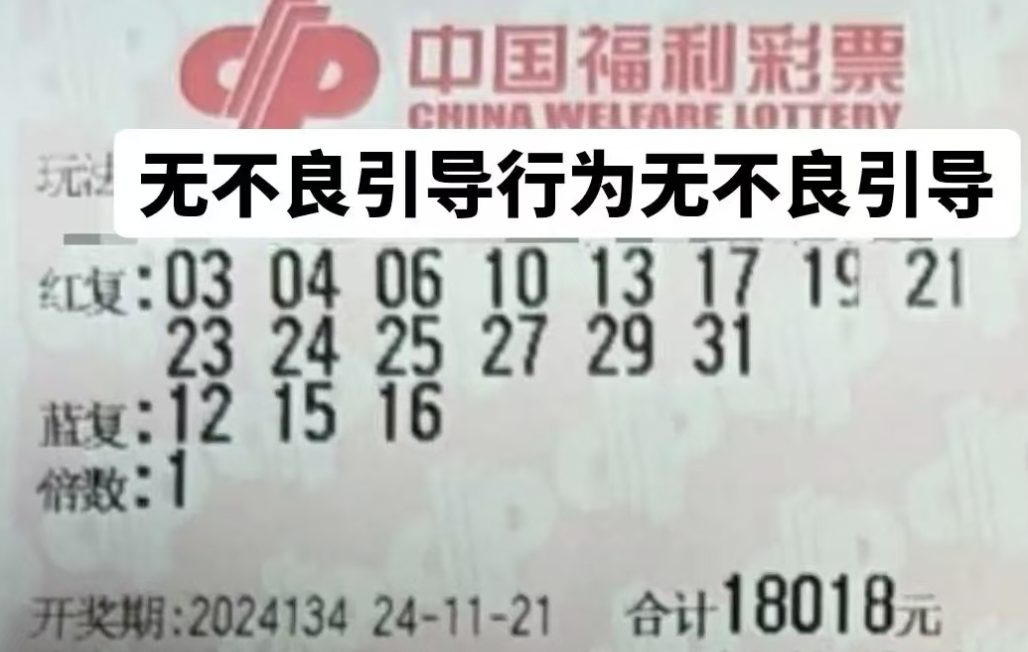 中国福利彩票
CHINA WELFARE LOTTERY
玩法
无不良引导行为无不良引导
红复:03 04 06 10 13 17 19 21
23 24 25 27 29 31
蓝复:12 15 16
倍数:1
开奖期:2024134 24-11-21 合计18018元